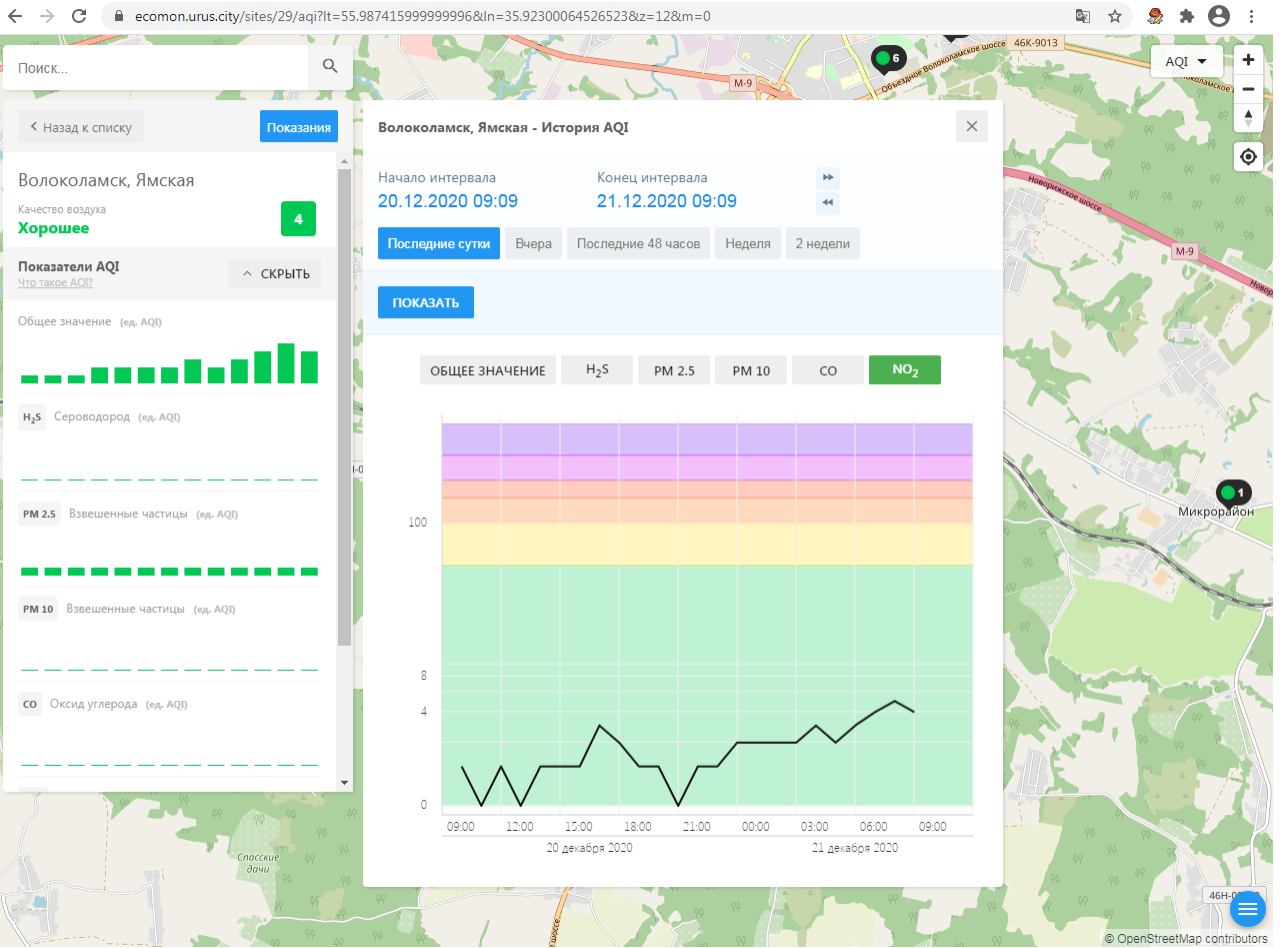 ecomon.urus.city/sites/29/aqi?lt=55.987415999999996&ln=35.92300064526523&z=12&m=0
Поиск...
Назад к списку
Показания
Волоколамск, Ямская
Качество воздуха
Хорошее
4
Показатели AQI
Что такое AQI?
СКРЫТЬ
Общее значение (ед. AQI)
H₂S Сероводород (ед. AQI)
PM 2.5 Взвешенные частицы (ед. AQI)
PM 10 Взвешенные частицы (ед. AQI)
CO Оксид углерода (ед. AQI)
Волоколамск, Ямская - История AQI
Начало интервала
20.12.2020 09:09
Конец интервала
21.12.2020 09:09
Последние сутки
Вчера
Последние 48 часов
Неделя
2 недели
ПОКАЗАТЬ
ОБЩЕЕ ЗНАЧЕНИЕ
H₂S
PM 2.5
PM 10
CO
NO₂
100
8
4
0
09:00 12:00 15:00 18:00 21:00 00:00 03:00 06:00 09:00
20 декабря 2020 21 декабря 2020
M-9
6
Объездное Волоколамское шоссе
46К-9013
AQI
Волоколамское
Новорижское шоссе
M-9
1
Микрорайон
Спасские
дачи
шоссе
© OpenStreetMap contributors